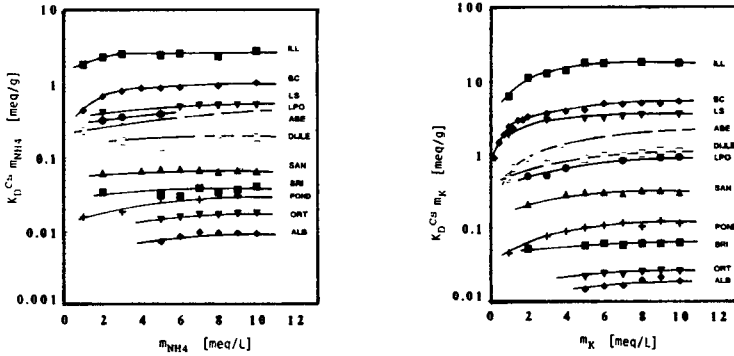 10
1
0.1
0.01
0.001
K_D^Cs m_NH4 [meq/g]
ILL
SC
LS
LPO
ABE
DIJLE
SAN
BRI
POND
ORT
ALB
0 2 4 6 8 10 12
m_NH4 [meq/L]
100
10
1
0.1
0.01
K_D^Cs m_K [meq/g]
ILL
SC
LS
ABE
DIJLE
LPO
SAN
POND
BRI
ORT
ALB
0 2 4 6 8 10 12
m_K [meq/L]